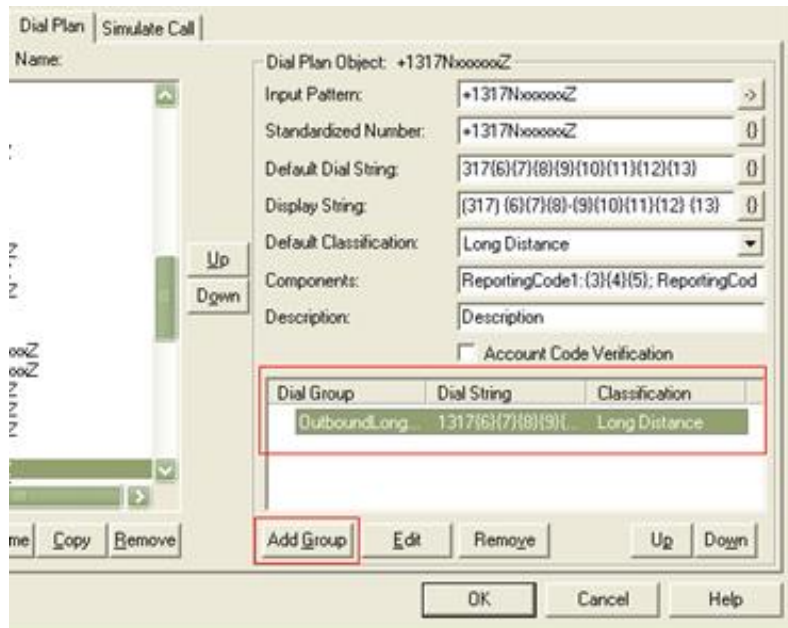 Dial Plan Simulate Call
Name:
Dial Plan Object: +1317NxxxxxxZ
Input Pattern: +1317NxxxxxxZ ->
Standardized Number: +1317NxxxxxxZ {}
Default Dial String: 317{6}{7}{8}{9}{10}{11}{12}{13} {}
Display String: (317) {6}{7}{8}-{9}{10}{11}{12} {13} {}
Default Classification: Long Distance
Components: ReportingCode1:{3}{4}{5}; ReportingCod
Description: Description
Account Code Verification
Up
Down
Z
Z
xxxZ
xxZ
Z
Z
Z
Dial Group Dial String Classification
OutboundLong... 1317{6}{7}{8}{9}{... Long Distance
me Copy Remove Add Group Edit Remove Up Down
OK Cancel Help